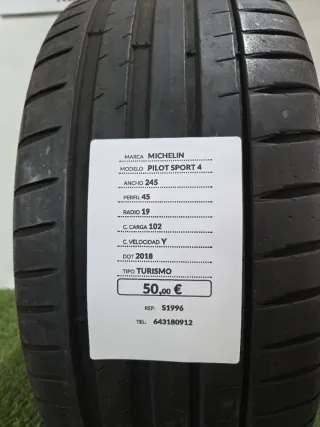 MARCA MICHELIN
MODELO PILOT SPORT 4
ANCHO 245
PERFIL 45
RADIO 19
C. CARGA 102
C. VELOCIDAD Y
DOT 2018
TIPO TURISMO
50,00 €
REF: S1996
TEL: 643180912